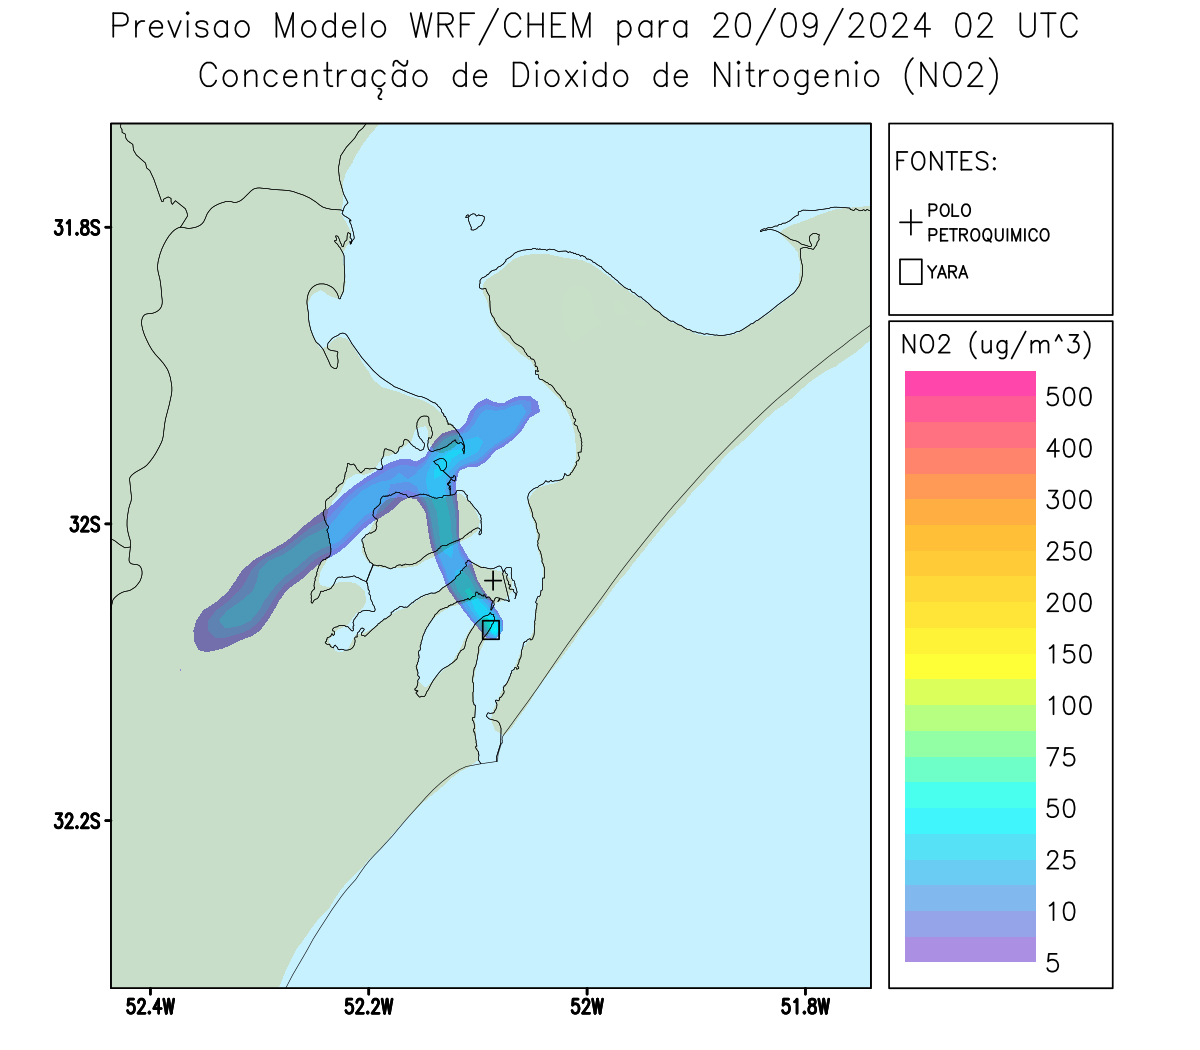 Previsao Modelo WRF/CHEM para 20/09/2024 02 UTC
Concentração de Dioxido de Nitrogenio (NO2)
FONTES:
POLO
PETROQUIMICO
YARA
NO2 (ug/m^3)
500
400
300
250
200
150
100
75
50
25
10
5
31.8S
32S
32.2S
52.4W
52.2W
52W
51.8W